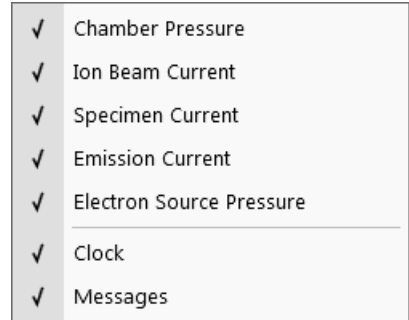 Chamber Pressure
Ion Beam Current
Specimen Current
Emission Current
Electron Source Pressure
Clock
Messages